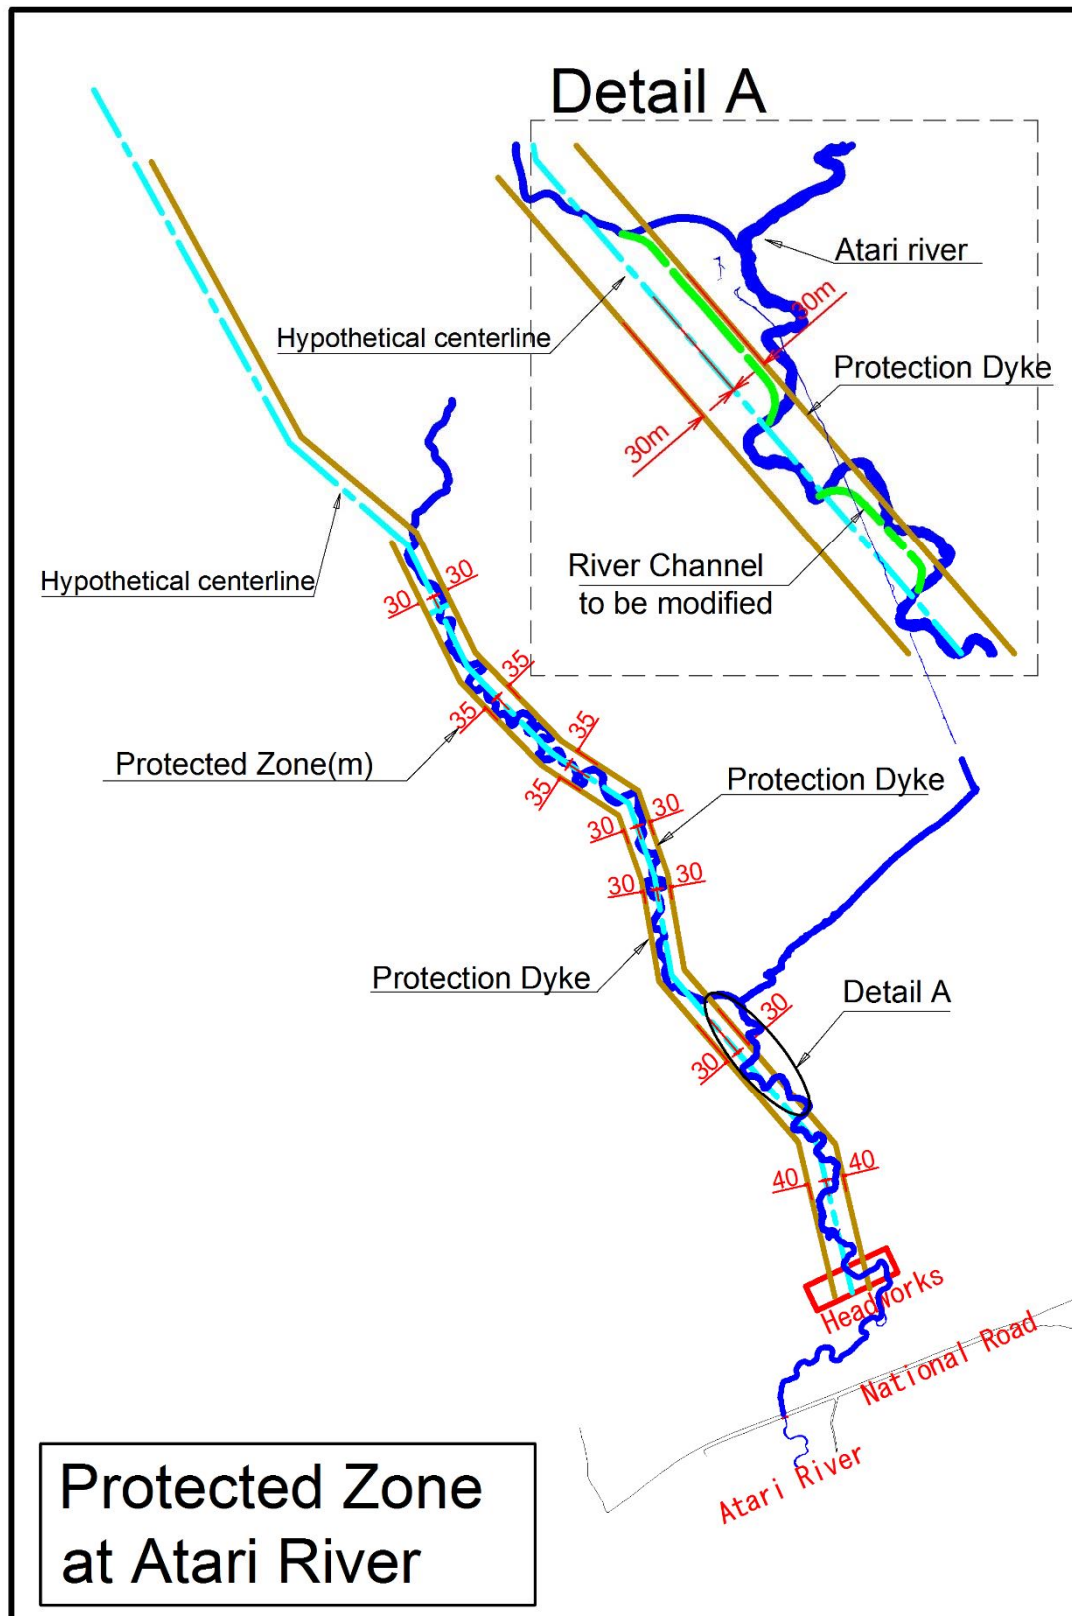 Detail A
Atari river
Hypothetical centerline
30m
Protection Dyke
30m
River Channel
to be modified
Hypothetical centerline
30
30
35
35
Protected Zone(m)
35
35
Protection Dyke
30
30
30
30
Protection Dyke
Detail A
30
30
40
40
Headworks
National Road
Atari River
Protected Zone
at Atari River